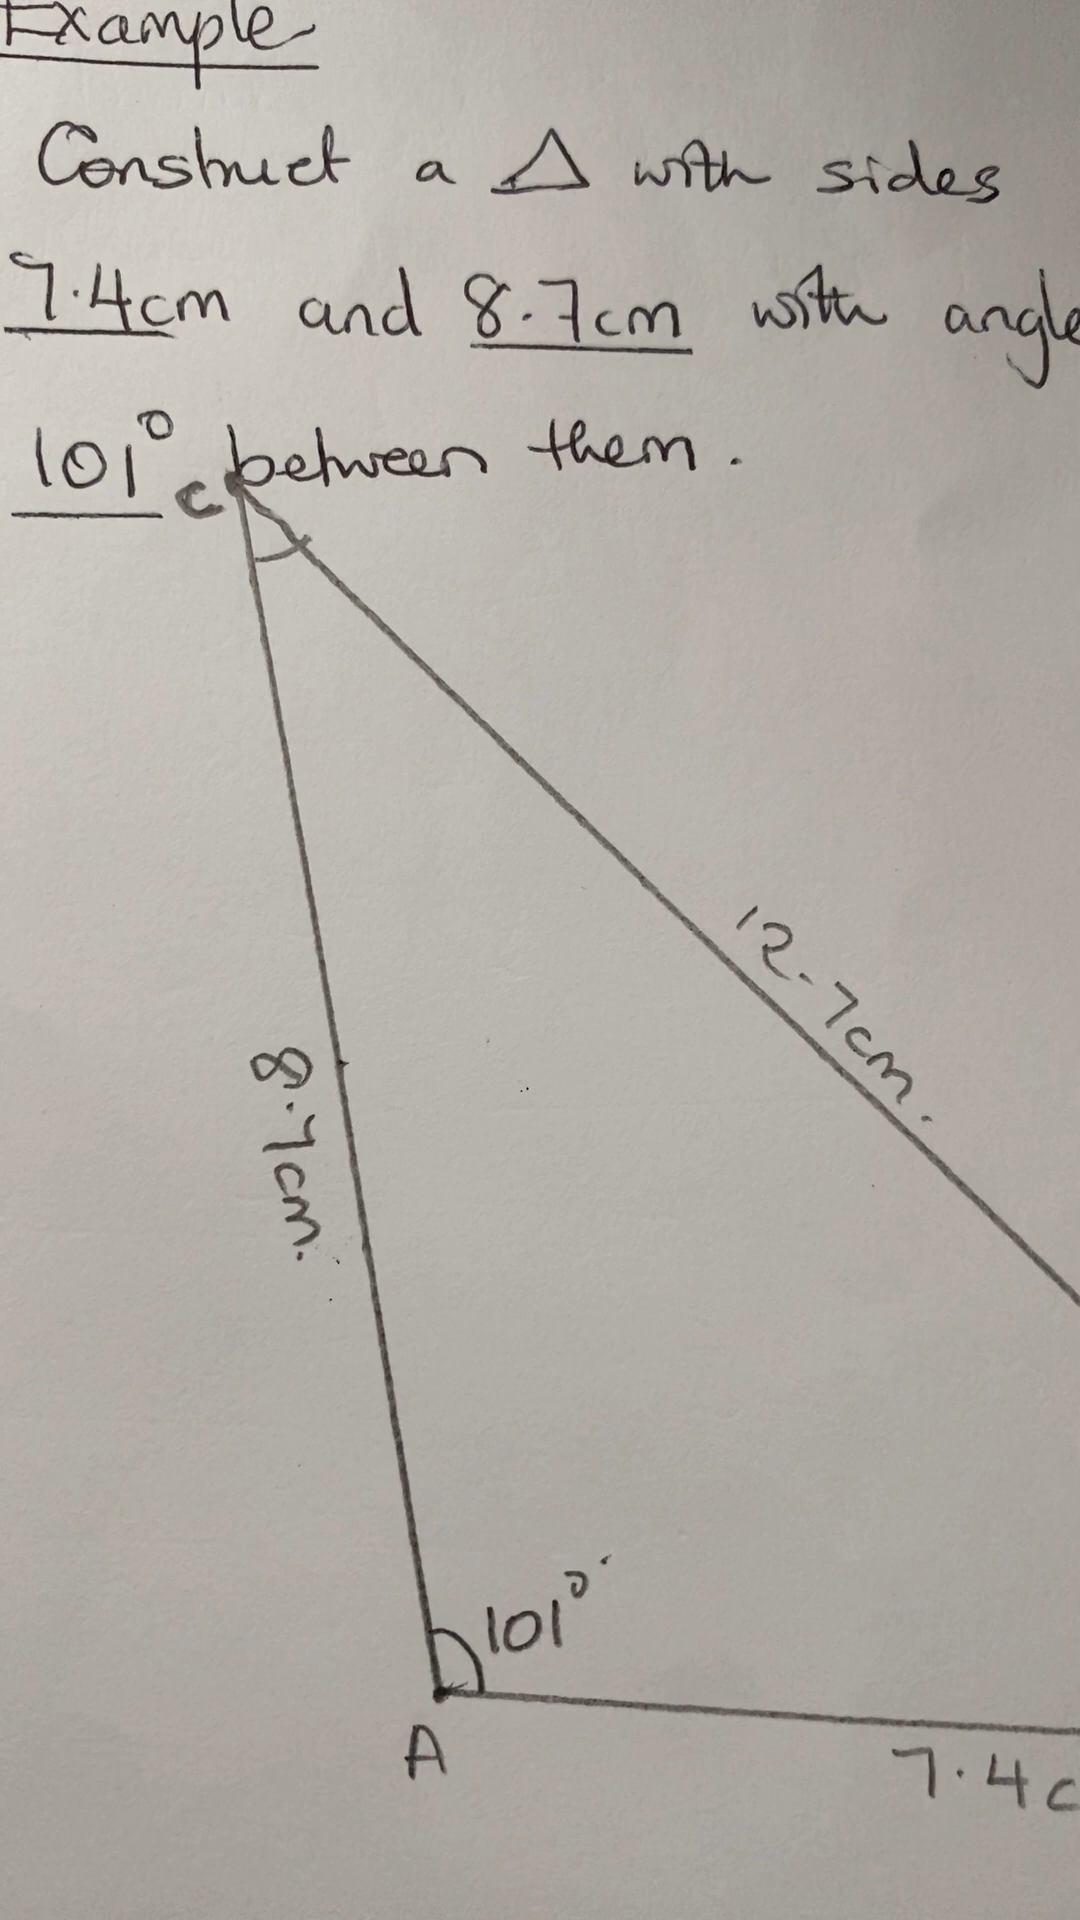 Example
Construct a △ with sides
7.4cm and 8.7cm with angle
101° between them.
C
12.7cm.
8.7cm.
101°
A
7.4c